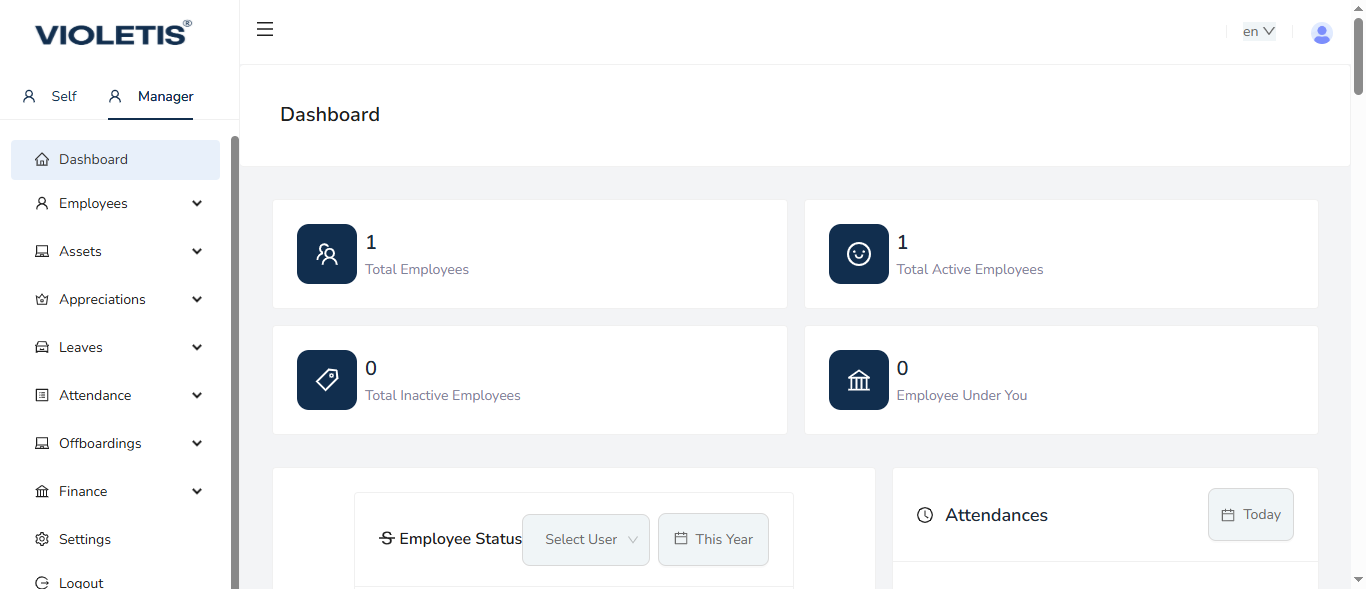 VIOLETIS®
Self
Manager
Dashboard
Employees
Assets
Appreciations
Leaves
Attendance
Offboardings
Finance
Settings
Logout
en
Dashboard
1
Total Employees
1
Total Active Employees
0
Total Inactive Employees
0
Employee Under You
Employee Status
Select User
This Year
Attendances
Today